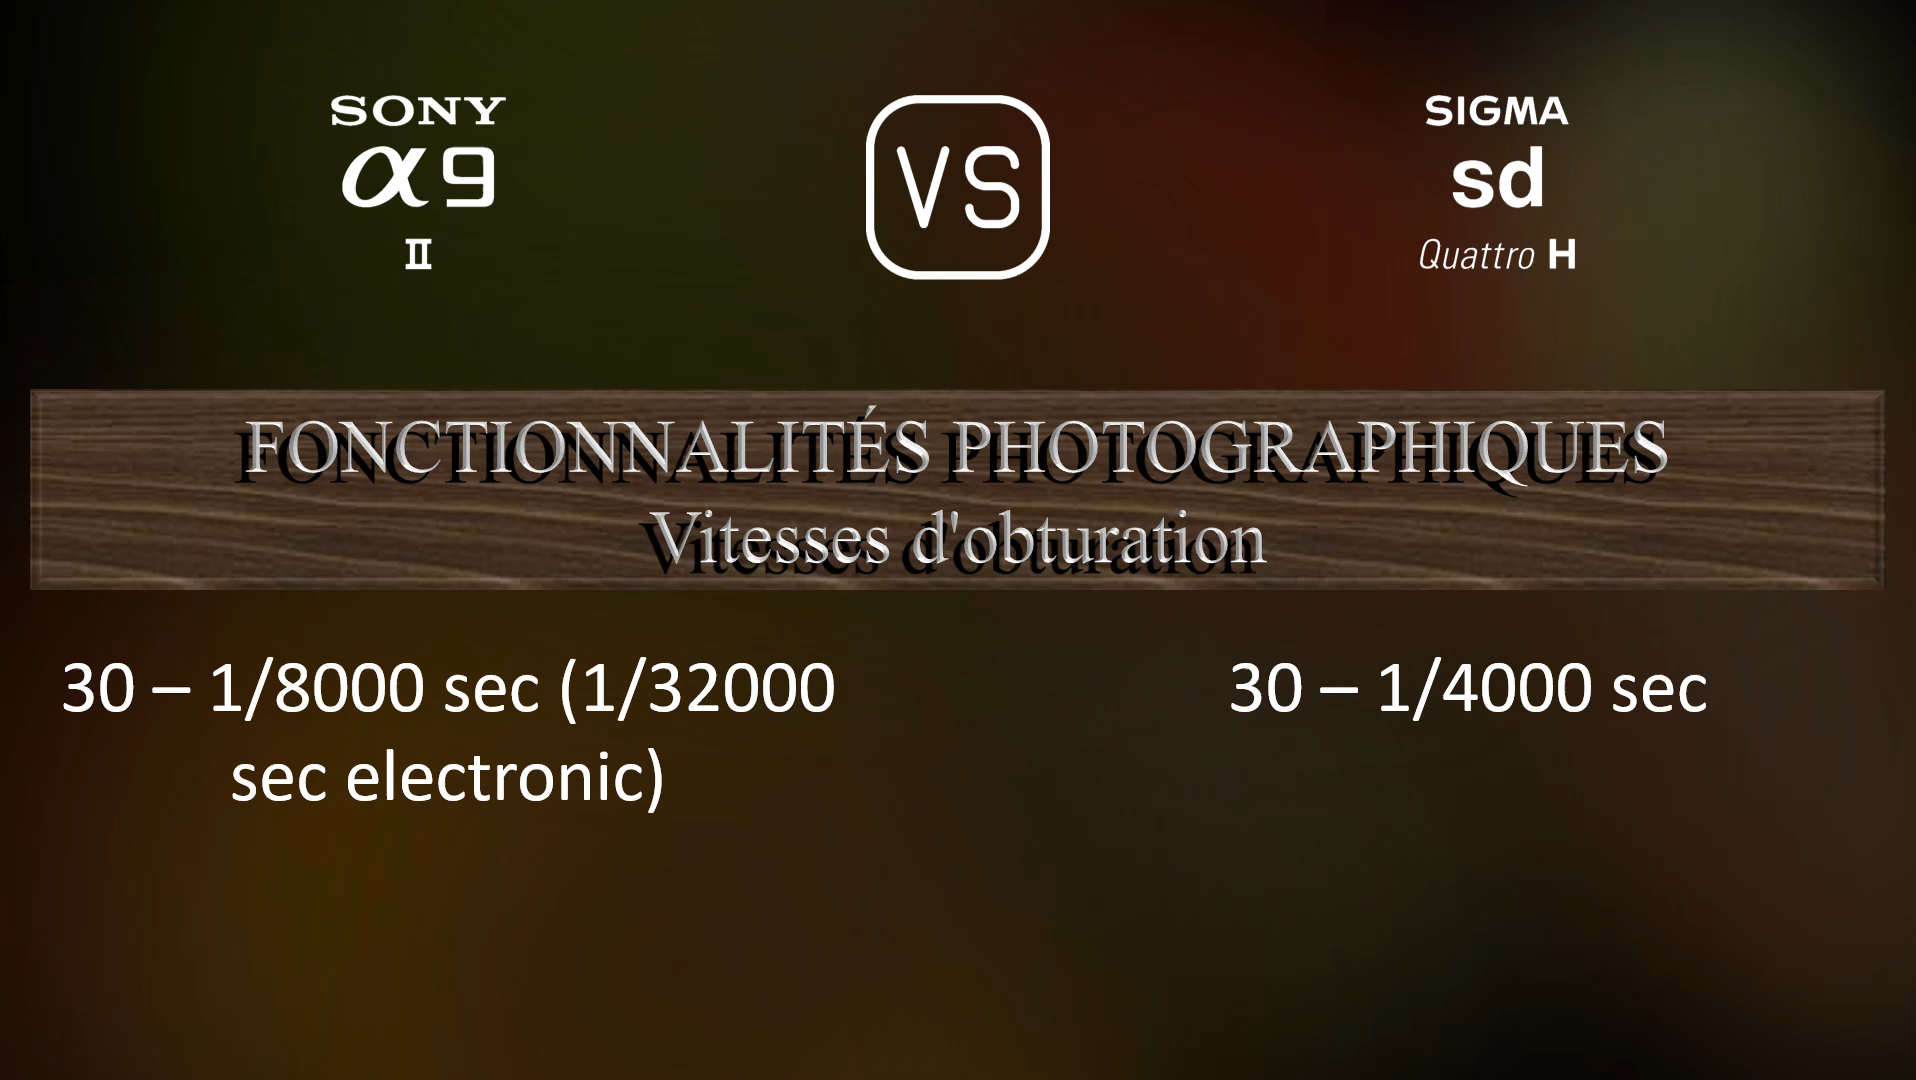 SONY
α9
II
VS
SIGMA
sd
Quattro H
FONCTIONNALITÉS PHOTOGRAPHIQUES
Vitesses d'obturation
30 – 1/8000 sec (1/32000
sec electronic)
30 – 1/4000 sec